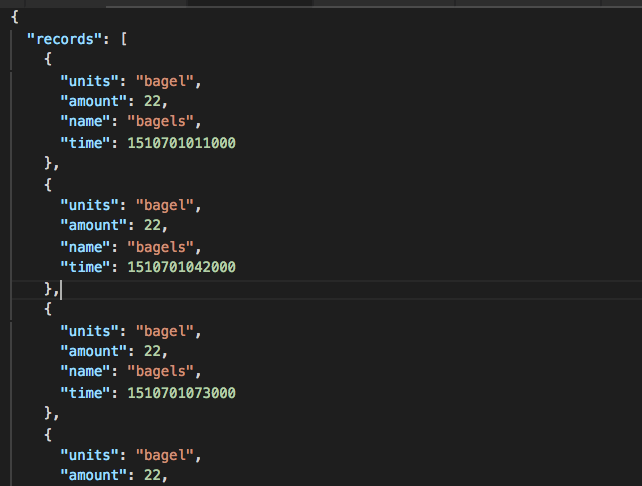 {
  "records": [
    {
      "units": "bagel",
      "amount": 22,
      "name": "bagels",
      "time": 1510701011000
    },
    {
      "units": "bagel",
      "amount": 22,
      "name": "bagels",
      "time": 1510701042000
    },
    {
      "units": "bagel",
      "amount": 22,
      "name": "bagels",
      "time": 1510701073000
    },
    {
      "units": "bagel",
      "amount": 22,